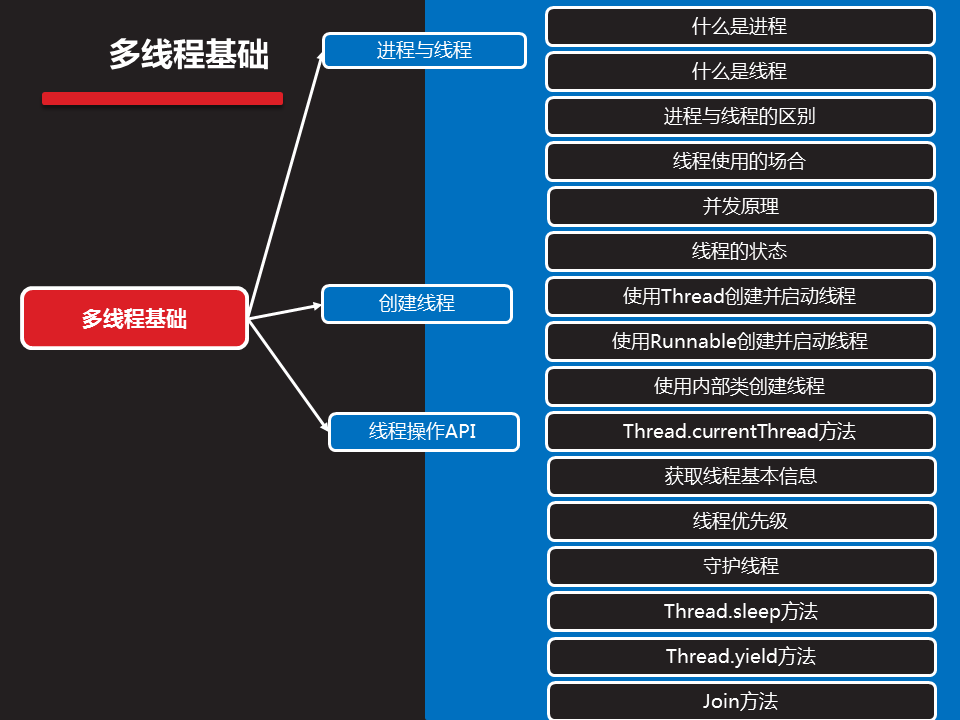 多线程基础
多线程基础
进程与线程
创建线程
线程操作API
什么是进程
什么是线程
进程与线程的区别
线程使用的场合
并发原理
线程的状态
使用Thread创建并启动线程
使用Runnable创建并启动线程
使用内部类创建线程
Thread.currentThread方法
获取线程基本信息
线程优先级
守护线程
Thread.sleep方法
Thread.yield方法
Join方法